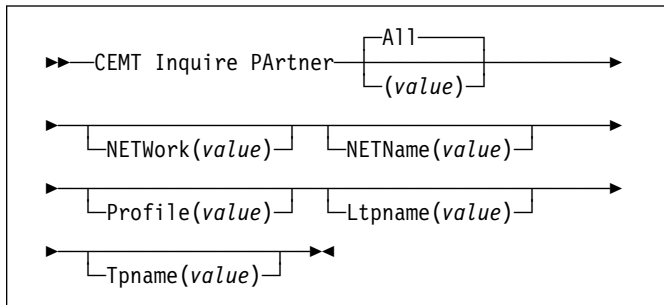 All
CEMT Inquire PArtner
(value)
NETWork(value) NETName(value)
Profile(value) Ltpname(value)
Tpname(value)